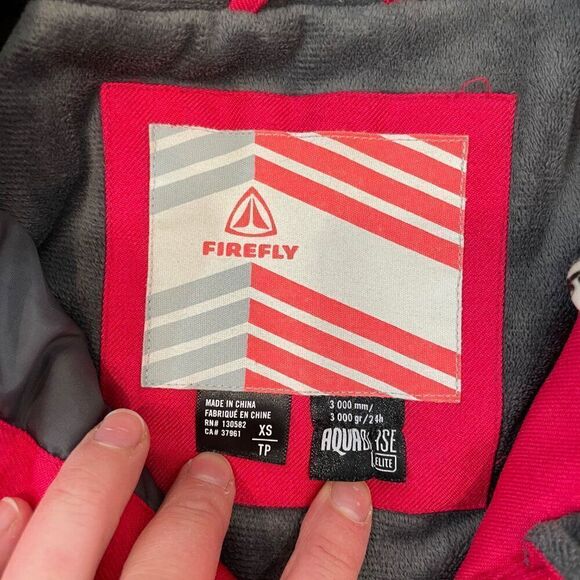 FIREFLY
MADE IN CHINA
FABRIQUÉ EN CHINE
RN# 130582
CA# 37961
XS
TP
3 000 mm/
3 000 gr/24h
ELITE